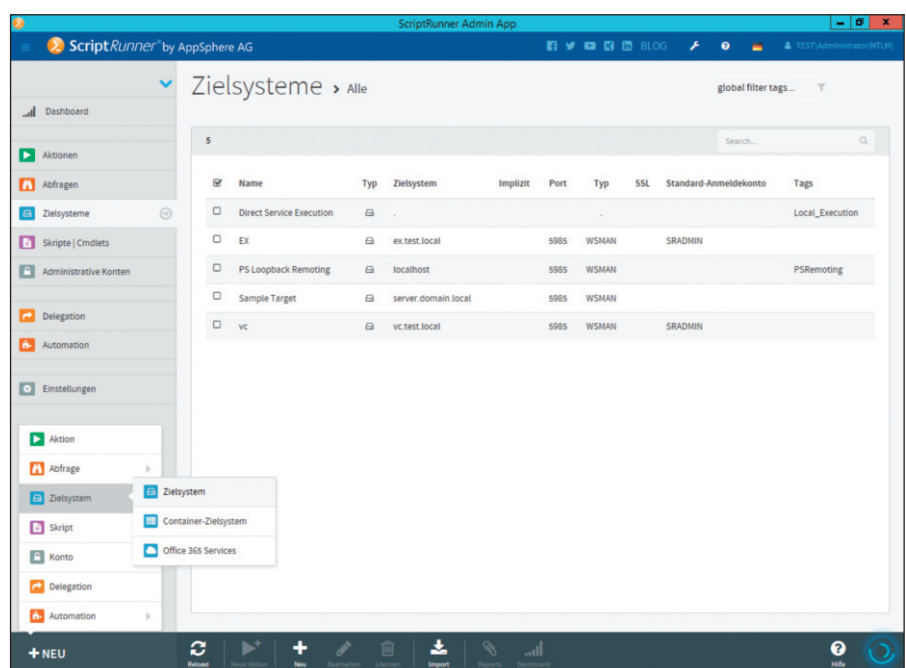 ScriptRunner Admin App
ScriptRunner® by AppSphere AG
BLOG
TEST\Administrator(NTLM)
Zielsysteme > Alle
global filter tags...
Dashboard
Aktionen
Abfragen
Zielsysteme
Skripte | Cmdlets
Administrative Konten
Delegation
Automation
Einstellungen
5
Search...
Name Typ Zielsystem Implizit Port Typ SSL Standard-Anmeldekonto Tags
Direct Service Execution . . Local_Execution
EX ex.test.local 5985 WSMAN SRADMIN
PS Loopback Remoting localhost 5985 WSMAN PSRemoting
Sample Target server.domain.local 5985 WSMAN
vc vc.test.local 5985 WSMAN SRADMIN
Aktion
Abfrage
Zielsystem
Skript
Konto
Delegation
Automation
Zielsystem
Container-Zielsystem
Office 365 Services
+ NEU
Reload
Neue Aktion
Neu
Bearbeiten
Löschen
Import
Reports
Dashboard
Hilfe